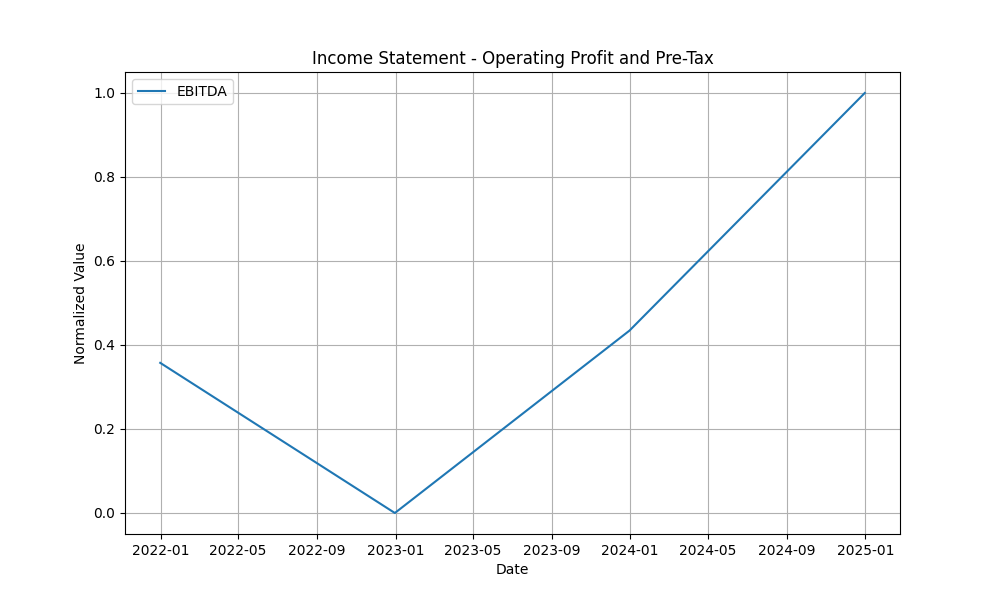 Income Statement - Operating Profit and Pre-Tax
EBITDA
Normalized Value
1.0
0.8
0.6
0.4
0.2
0.0
2022-01 2022-05 2022-09 2023-01 2023-05 2023-09 2024-01 2024-05 2024-09 2025-01
Date